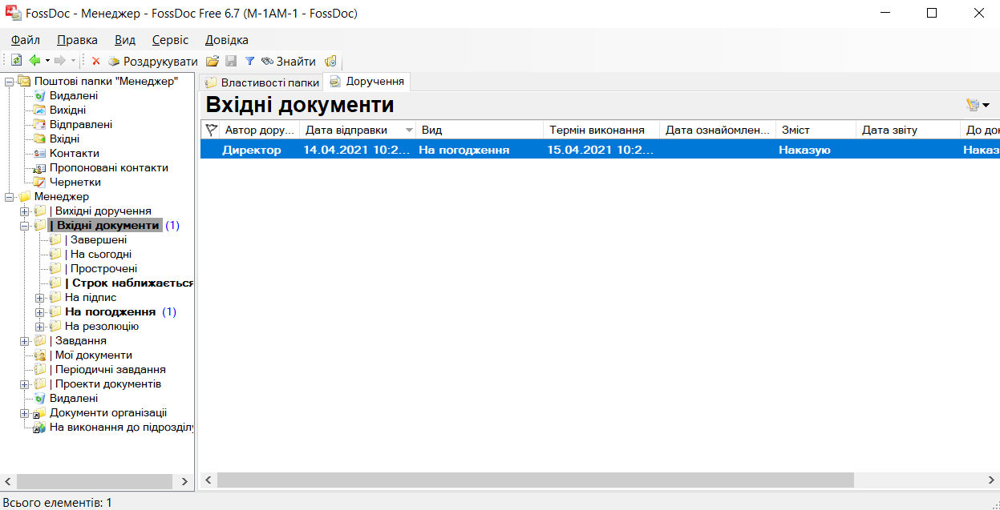 FossDoc - Менеджер - FossDoc Free 6.7 (M-1AM-1 - FossDoc)
Файл Правка Вид Сервіс Довідка
Роздрукувати Знайти
Поштові папки "Менеджер"
Видалені
Вихідні
Відправлені
Вхідні
Контакти
Пропоновані контакти
Чернетки
Менеджер
| Вихідні доручення
| Вхідні документи (1)
| Завершені
| На сьогодні
| Прострочені
| Строк наближається
На підпис
На погодження (1)
На резолюцію
| Завдання
| Мої документи
| Періодичні завдання
| Проекти документів
Видалені
Документи організації
На виконання до підрозділу
Властивості папки Доручення
Вхідні документи
Автор дору... Дата відправки Вид Термін виконання Дата ознайомлен... Зміст Дата звіту До док
Директор 14.04.2021 10:2... На погодження 15.04.2021 10:2... Наказую Наказ
Всього елементів: 1